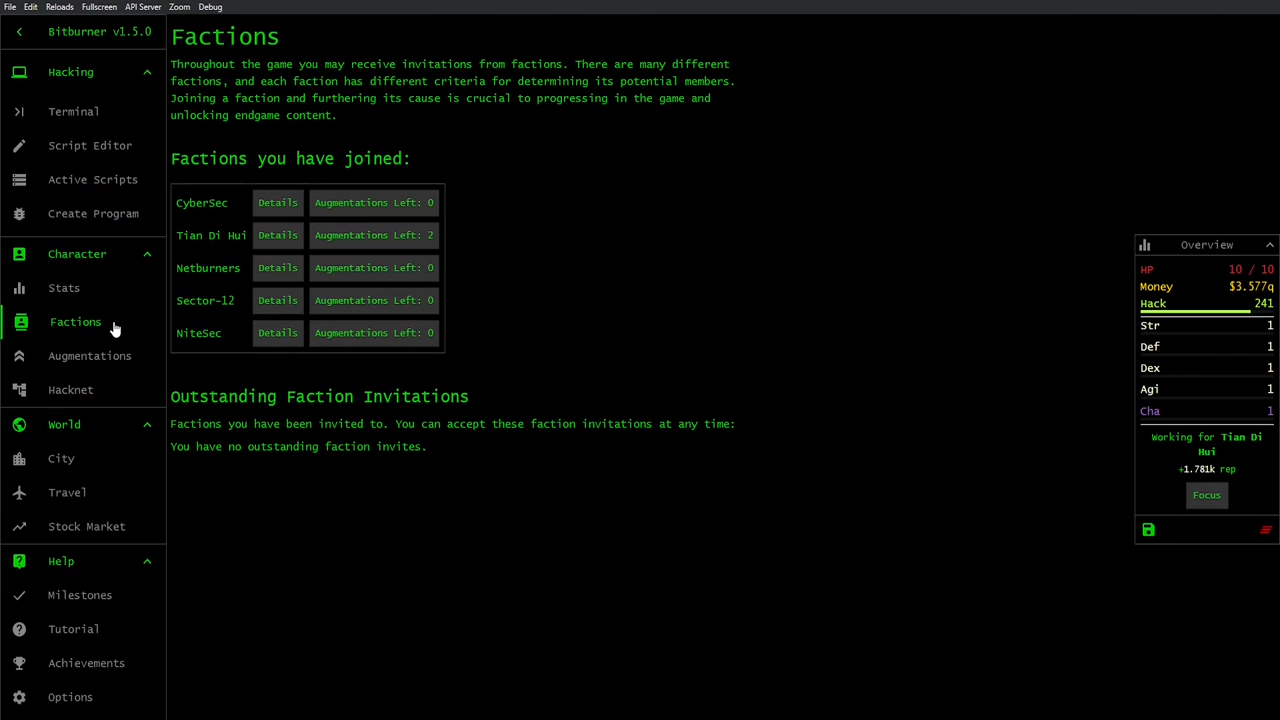 File Edit Reloads Fullscreen API Server Zoom Debug
Bitburner v1.5.0
Hacking
Terminal
Script Editor
Active Scripts
Create Program
Character
Stats
Factions
Augmentations
Hacknet
World
City
Travel
Stock Market
Help
Milestones
Tutorial
Achievements
Options
Factions
Throughout the game you may receive invitations from factions. There are many different
factions, and each faction has different criteria for determining its potential members.
Joining a faction and furthering its cause is crucial to progressing in the game and
unlocking endgame content.
Factions you have joined:
CyberSec Details Augmentations Left: 0
Tian Di Hui Details Augmentations Left: 2
Netburners Details Augmentations Left: 0
Sector-12 Details Augmentations Left: 0
NiteSec Details Augmentations Left: 0
Outstanding Faction Invitations
Factions you have been invited to. You can accept these faction invitations at any time:
You have no outstanding faction invites.
Overview
HP 10 / 10
Money $3.577q
Hack 241
Str 1
Def 1
Dex 1
Agi 1
Cha 1
Working for Tian Di
Hui
+1.781k rep
Focus